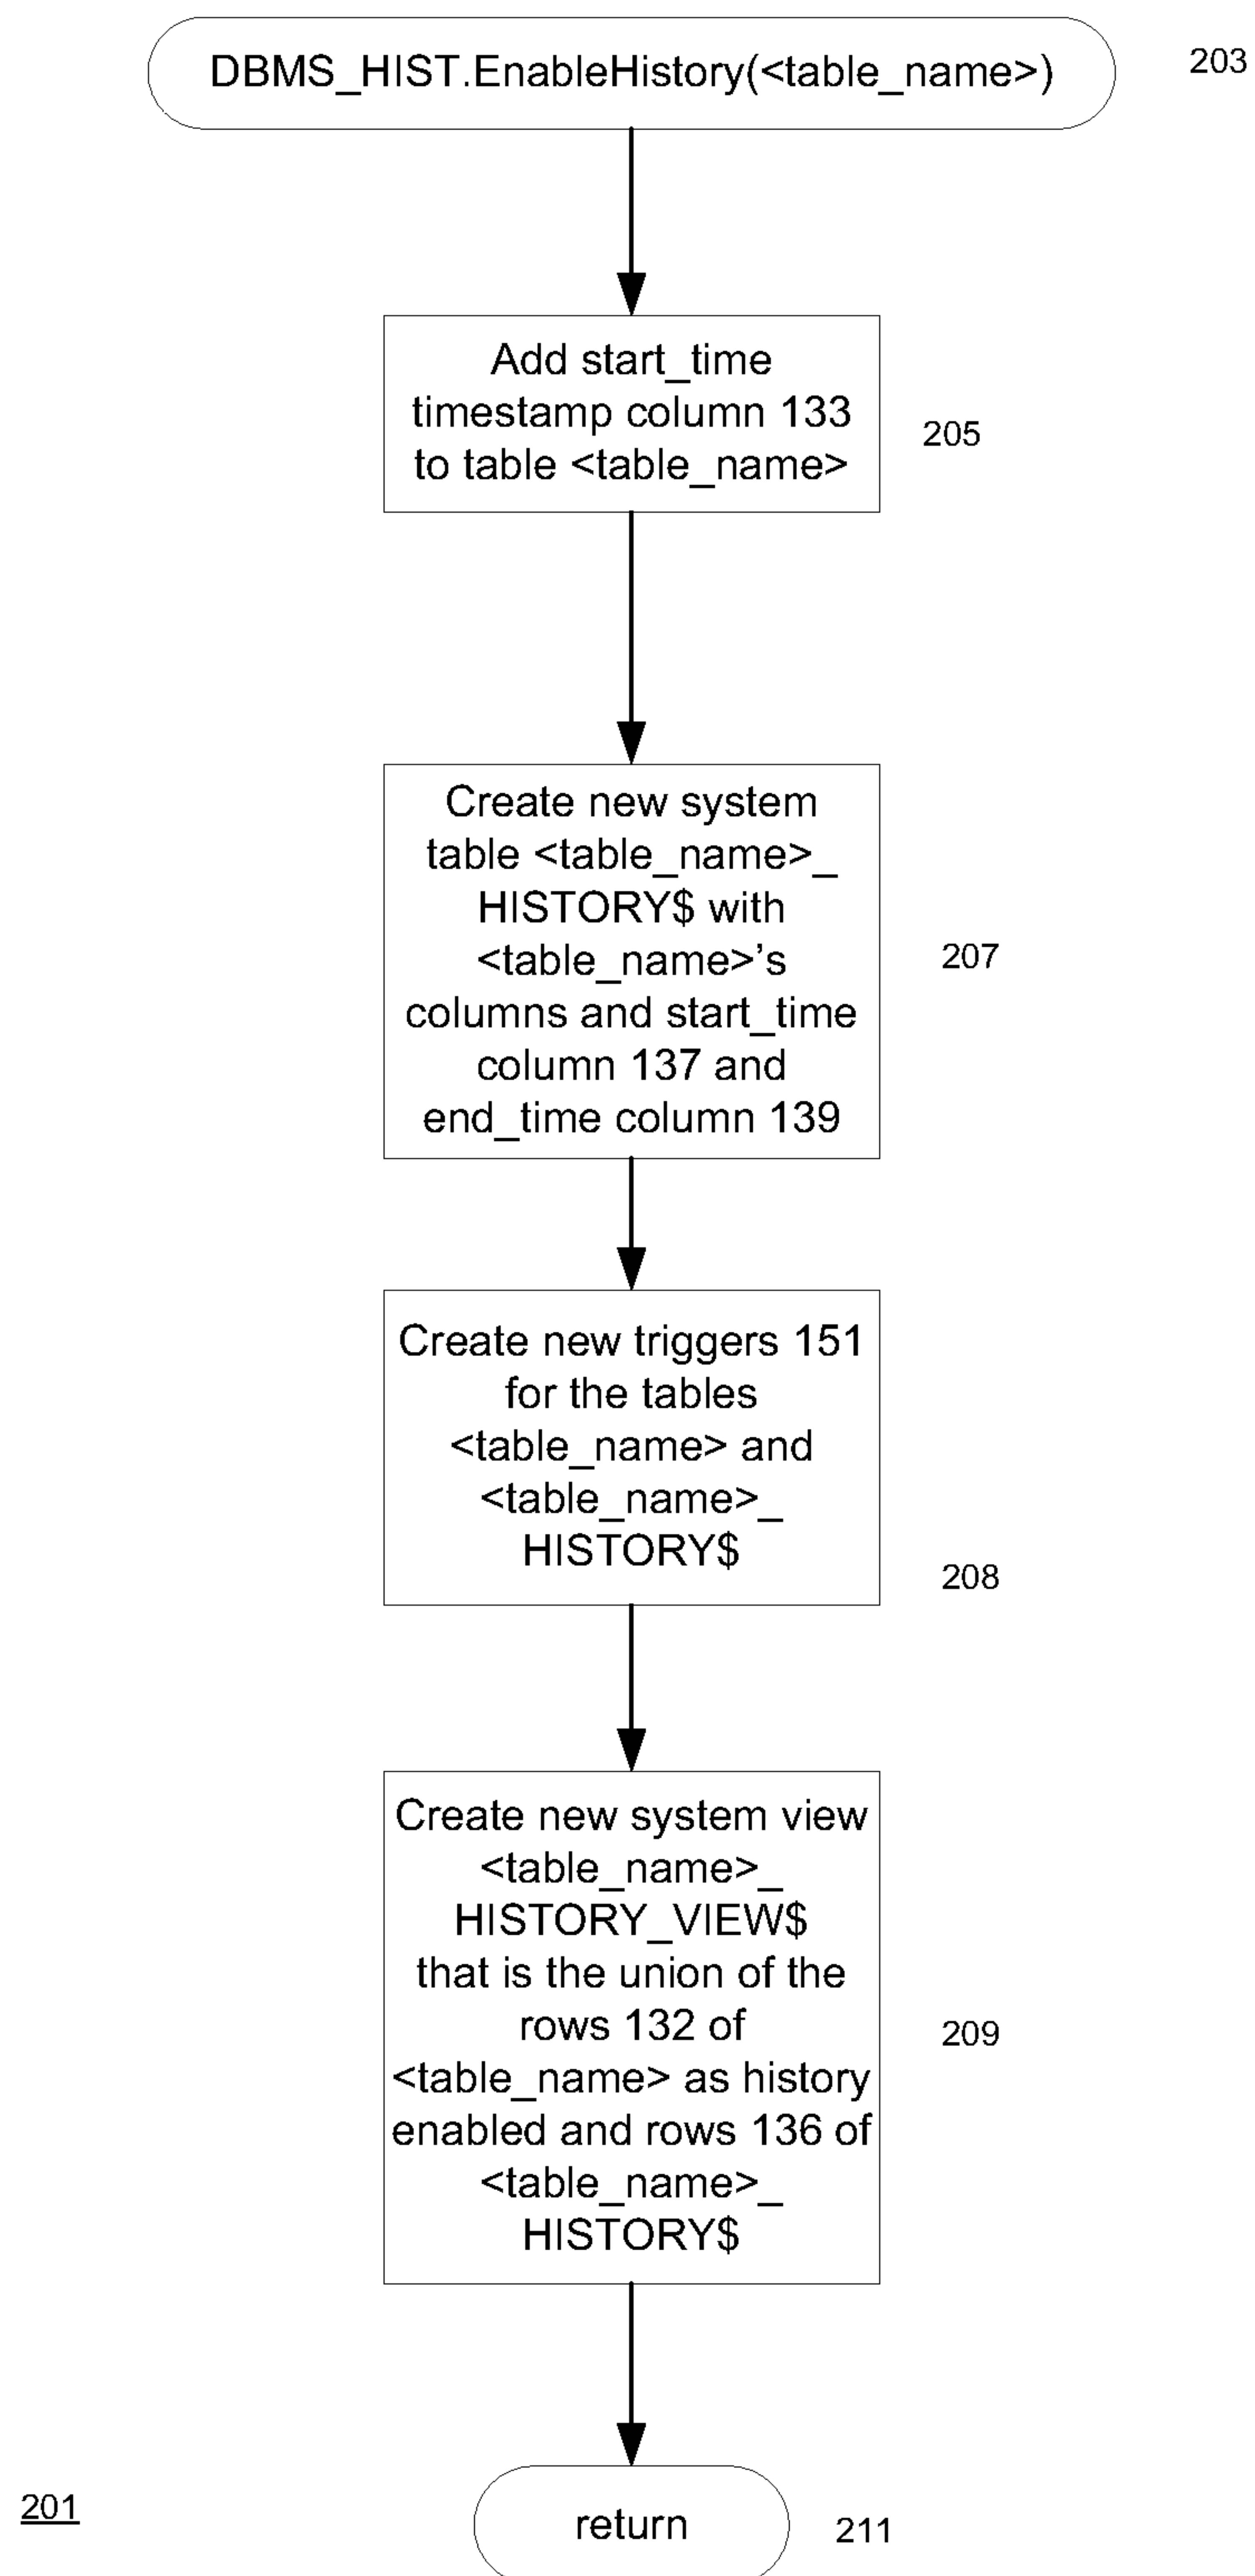 DBMS_HIST.EnableHistory(<table_name>)
203
Add start_time
timestamp column 133
to table <table_name>
205
Create new system
table <table_name>_
HISTORY$ with
<table_name>’s
columns and start_time
column 137 and
end_time column 139
207
Create new triggers 151
for the tables
<table_name> and
<table_name>_
HISTORY$
208
Create new system view
<table_name>_
HISTORY_VIEW$
that is the union of the
rows 132 of
<table_name> as history
enabled and rows 136 of
<table_name>_
HISTORY$
209
201
return
211